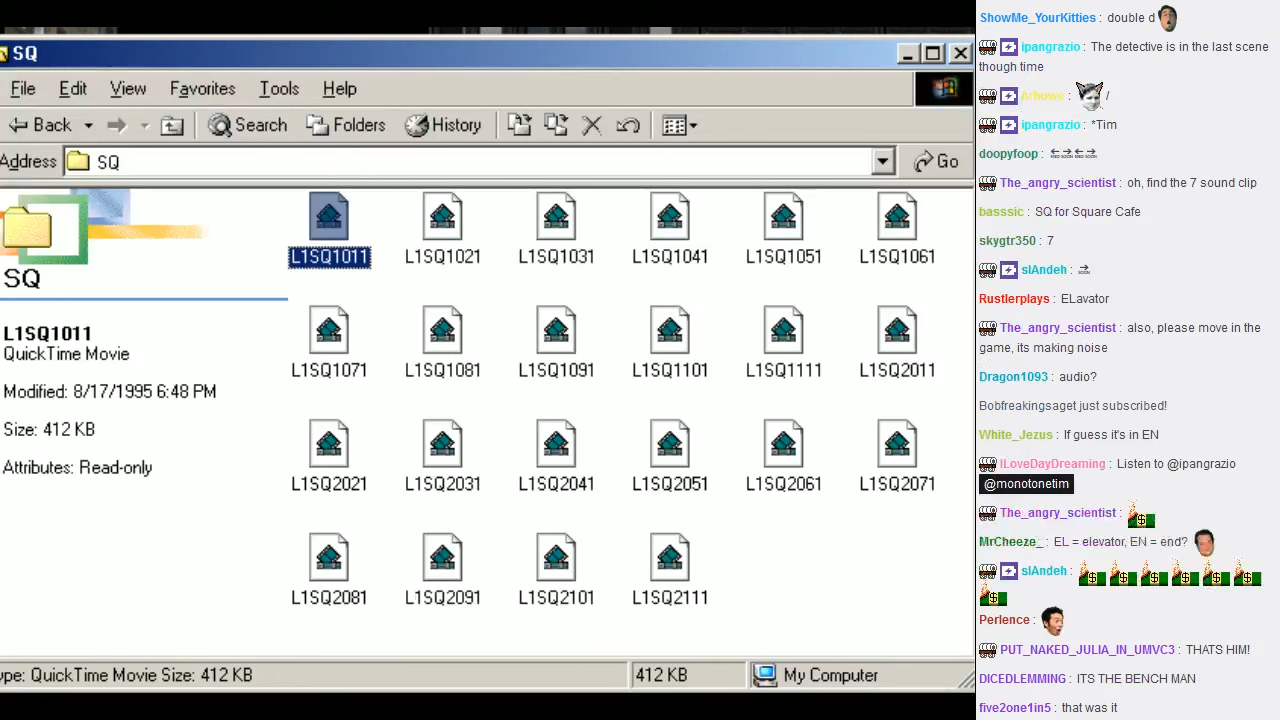 SQ
File Edit View Favorites Tools Help
Back Search Folders History
Address SQ Go
SQ
L1SQ1011
QuickTime Movie
Modified: 8/17/1995 6:48 PM
Size: 412 KB
Attributes: Read-only
L1SQ1011 L1SQ1021 L1SQ1031 L1SQ1041 L1SQ1051 L1SQ1061
L1SQ1071 L1SQ1081 L1SQ1091 L1SQ1101 L1SQ1111 L1SQ2011
L1SQ2021 L1SQ2031 L1SQ2041 L1SQ2051 L1SQ2061 L1SQ2071
L1SQ2081 L1SQ2091 L1SQ2101 L1SQ2111
ype: QuickTime Movie Size: 412 KB 412 KB My Computer
ShowMe_YourKitties : double d
ipangrazio : The detective is in the last scene
though time
Arhows : /
ipangrazio : *Tim
doopyfoop :
The_angry_scientist : oh, find the 7 sound clip
basssic : SQ for Square Cafe
skygtr350 : 7
slAndeh :
Rustlerplays : ELavator
The_angry_scientist : also, please move in the
game, its making noise
Dragon1093 : audio?
Bobfreakingsaget just subscribed!
White_Jezus : If guess it's in EN
ILoveDayDreaming : Listen to @ipangrazio
@monotonetim
The_angry_scientist :
MrCheeze_ : EL = elevator, EN = end?
slAndeh :
Perlence :
PUT_NAKED_JULIA_IN_UMVC3 : THATS HIM!
DICEDLEMMING : ITS THE BENCH MAN
five2one1in5 : that was it